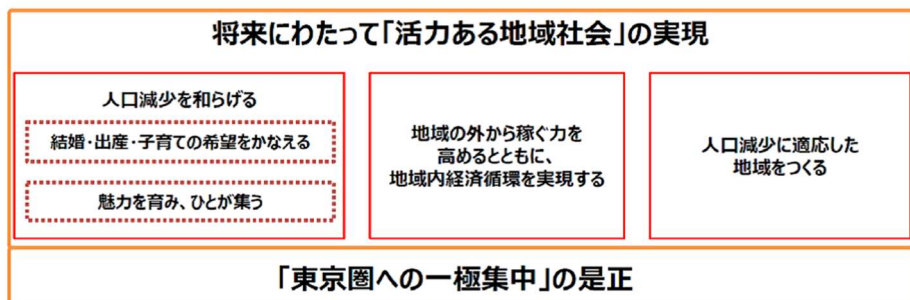 将来にわたって「活力ある地域社会」の実現
人口減少を和らげる
結婚・出産・子育ての希望をかなえる
魅力を育み、ひとが集う
地域の外から稼ぐ力を
高めるとともに、
地域内経済循環を実現する
人口減少に適応した
地域をつくる
「東京圏への一極集中」の是正